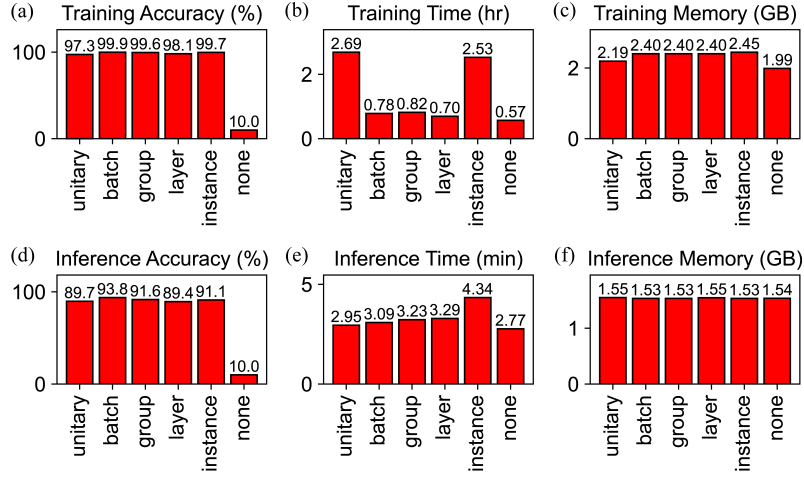 (a) Training Accuracy (%)
97.3 99.9 99.6 98.1 99.7 10.0
100
0
unitary batch group layer instance none
(b) Training Time (hr)
2.69 0.78 0.82 0.70 2.53 0.57
2
0
unitary batch group layer instance none
(c) Training Memory (GB)
2.19 2.40 2.40 2.40 2.45 1.99
2
0
unitary batch group layer instance none
(d) Inference Accuracy (%)
89.7 93.8 91.6 89.4 91.1 10.0
100
0
unitary batch group layer instance none
(e) Inference Time (min)
5
2.95 3.09 3.23 3.29 4.34 2.77
0
unitary batch group layer instance none
(f) Inference Memory (GB)
1.55 1.53 1.53 1.55 1.53 1.54
1
0
unitary batch group layer instance none